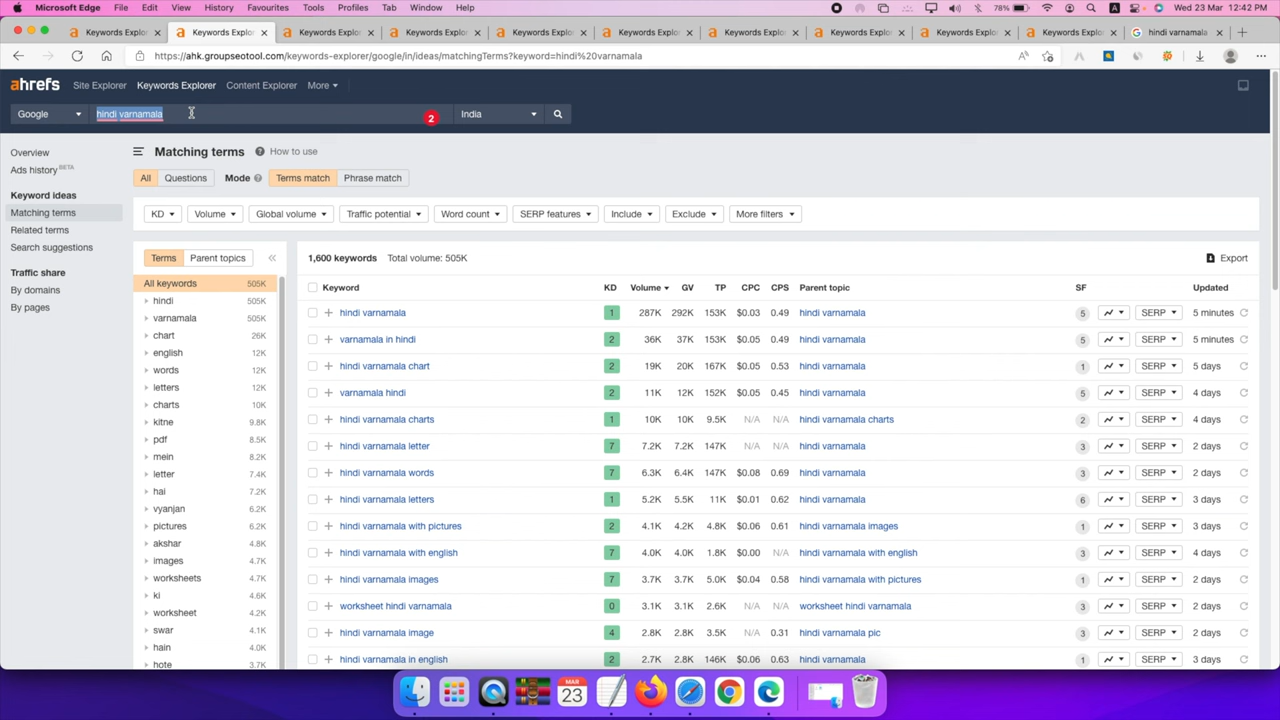 Microsoft Edge File Edit View History Favourites Tools Profiles Tab Window Help 78% A Wed 23 Mar 12:42 PM
Keywords Explo Keywords Explo Keywords Explo Keywords Explo Keywords Explo Keywords Explo Keywords Explo Keywords Explo Keywords Explo Keywords Explo hindi varnamala
https://ahk.groupseotool.com/keywords-explorer/google/in/ideas/matchingTerms?keyword=hindi%20varnamala
ahrefs Site Explorer Keywords Explorer Content Explorer More
Google hindi varnamala 2 India
Overview
Ads history BETA
Keyword ideas
Matching terms
Related terms
Search suggestions
Traffic share
By domains
By pages
Matching terms ? How to use
All Questions Mode ? Terms match Phrase match
KD Volume Global volume Traffic potential Word count SERP features Include Exclude More filters
Terms Parent topics «
All keywords 505K
hindi 505K
varnamala 505K
chart 26K
english 12K
words 12K
letters 12K
charts 10K
kitne 9.8K
pdf 8.5K
mein 8.2K
letter 7.4K
hai 7.2K
vyanjan 6.2K
pictures 6.2K
akshar 4.8K
images 4.7K
worksheets 4.7K
ki 4.6K
worksheet 4.2K
swar 4.1K
hain 4.1K
hote 3.7K
1,600 keywords Total volume: 505K Export
Keyword KD Volume GV TP CPC CPS Parent topic SF Updated
+ hindi varnamala 1 287K 292K 153K $0.03 0.49 hindi varnamala 5 SERP 5 minutes
+ varnamala in hindi 2 36K 37K 153K $0.05 0.49 hindi varnamala 5 SERP 5 minutes
+ hindi varnamala chart 2 19K 20K 167K $0.05 0.53 hindi varnamala 1 SERP 5 days
+ varnamala hindi 2 11K 12K 152K $0.05 0.45 hindi varnamala 5 SERP 4 days
+ hindi varnamala charts 1 10K 10K 9.5K N/A N/A hindi varnamala charts 2 SERP 4 days
+ hindi varnamala letter 7 7.2K 7.2K 147K N/A N/A hindi varnamala 3 SERP 2 days
+ hindi varnamala words 7 6.3K 6.4K 147K $0.08 0.69 hindi varnamala 3 SERP 2 days
+ hindi varnamala letters 1 5.2K 5.5K 11K $0.01 0.62 hindi varnamala 6 SERP 3 days
+ hindi varnamala with pictures 2 4.1K 4.2K 4.8K $0.06 0.61 hindi varnamala images 1 SERP 3 days
+ hindi varnamala with english 7 4.0K 4.0K 1.8K $0.00 N/A hindi varnamala with english 3 SERP 4 days
+ hindi varnamala images 7 3.7K 3.7K 5.0K $0.04 0.58 hindi varnamala with pictures 1 SERP 2 days
+ worksheet hindi varnamala 0 3.1K 3.1K 2.6K N/A N/A worksheet hindi varnamala 3 SERP 2 days
+ hindi varnamala image 4 2.8K 2.8K 3.5K N/A 0.31 hindi varnamala pic 3 SERP 2 days
+ hindi varnamala in english 2 2.7K 2.8K 146K $0.06 0.63 hindi varnamala 1 SERP 3 days
MAR
23